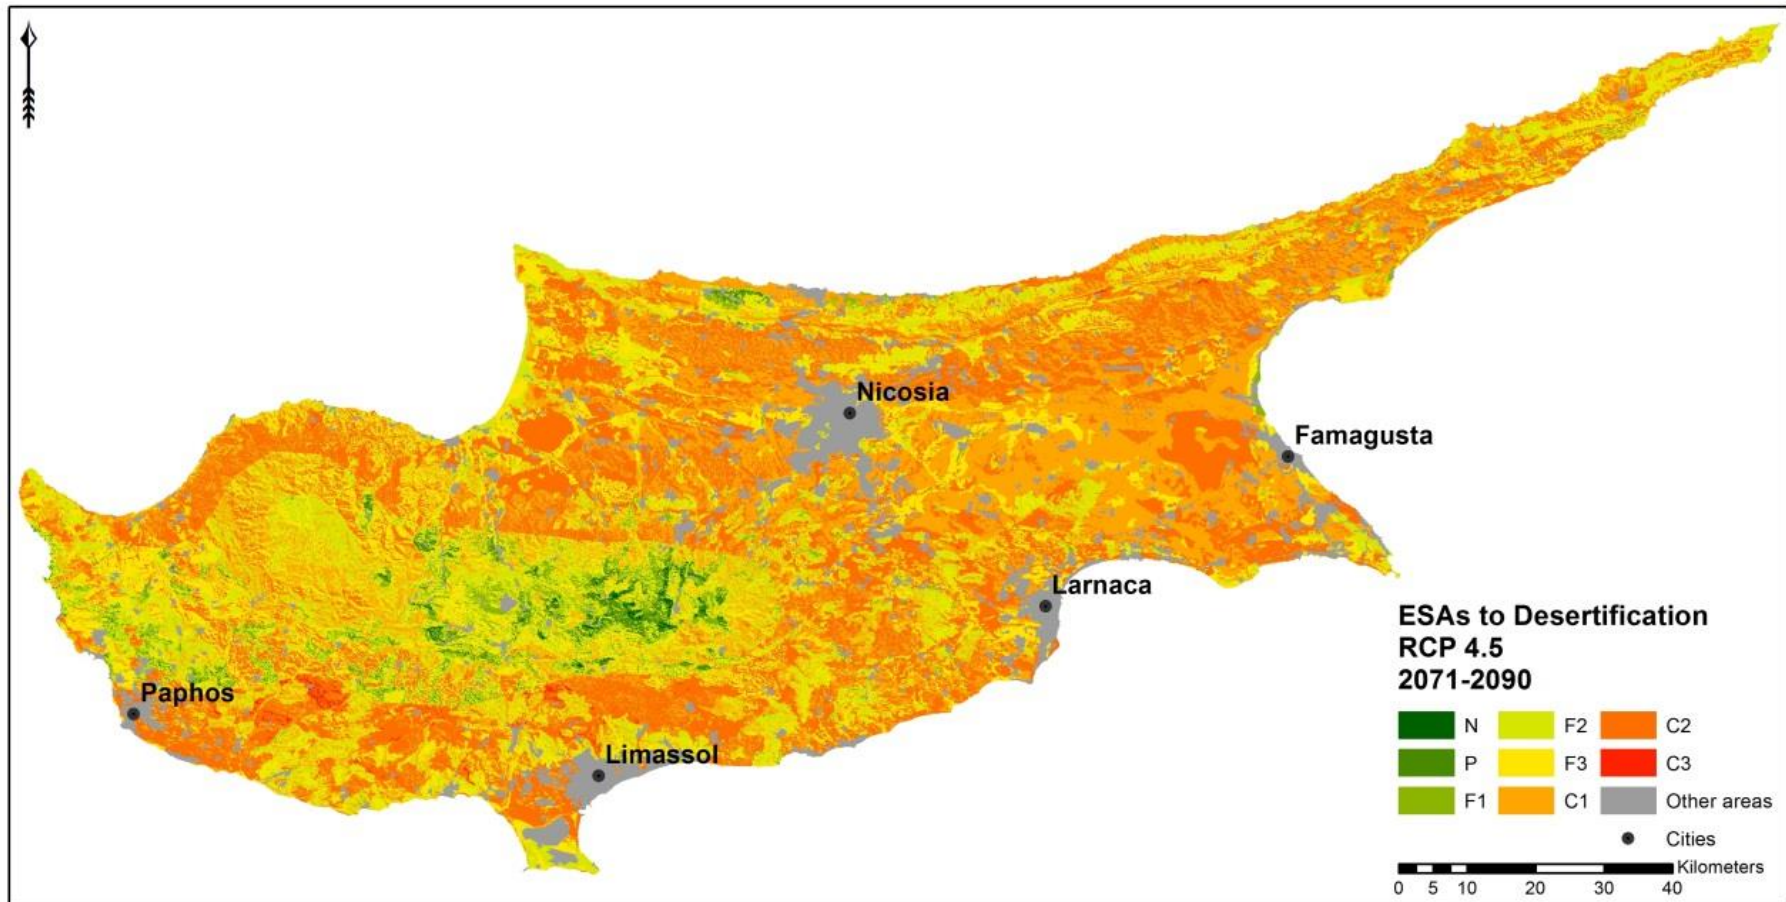 Nicosia
Famagusta
Larnaca
Paphos
Limassol
ESAs to Desertification
RCP 4.5
2071-2090
N F2 C2
P F3 C3
F1 C1 Other areas
Cities
Kilometers
0 5 10 20 30 40